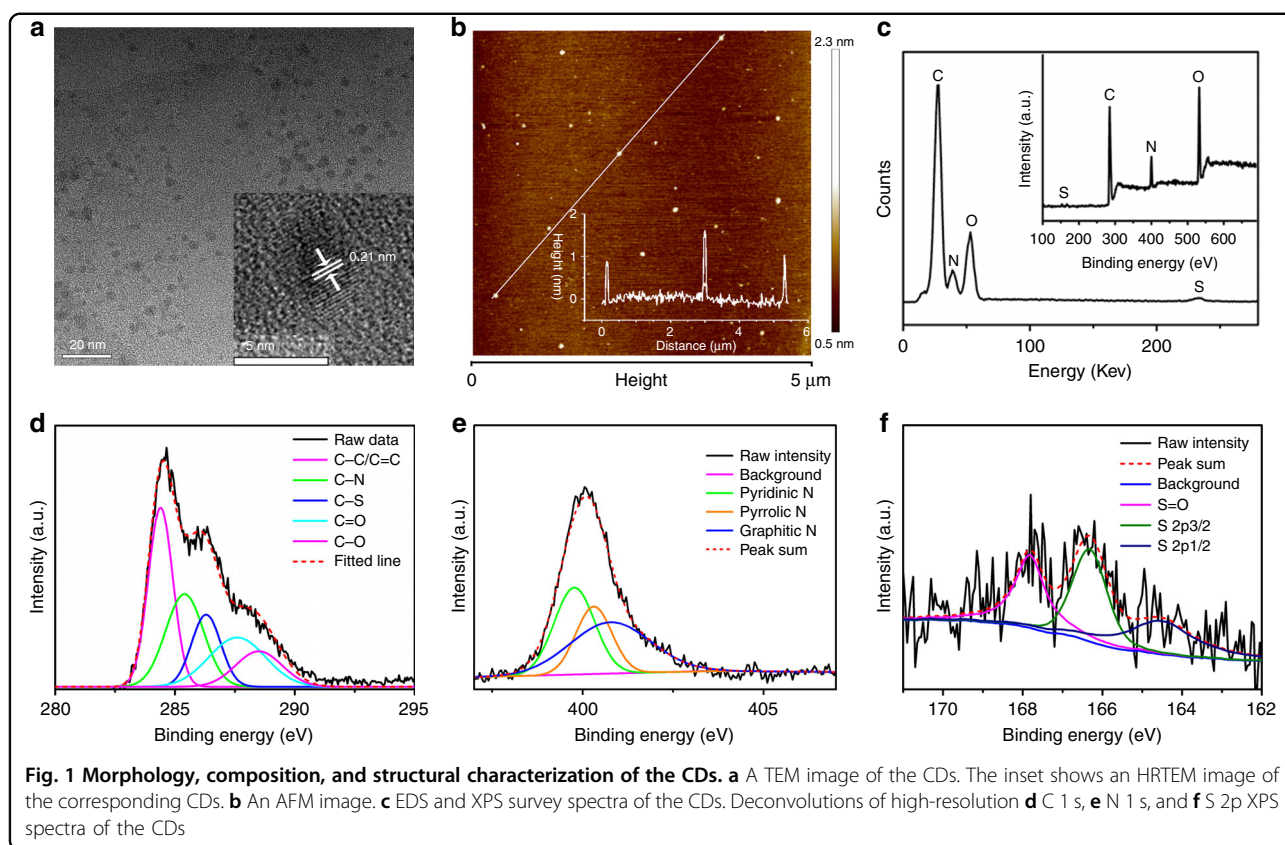 a
0.21 nm
20 nm
5 nm
b
2.3 nm
0.5 nm
Height (nm)
2
1
0
0 2 4 6
Distance (μm)
0 Height 5 μm
c
Counts
C
N
O
S
0 100 200
Energy (Kev)
Intensity (a.u.)
S
C
N
O
100 200 300 400 500 600
Binding energy (eV)
d
Intensity (a.u.)
Raw data
C–C/C=C
C–N
C–S
C=O
C–O
Fitted line
280 285 290 295
Binding energy (eV)
e
Intensity (a.u.)
Raw intensity
Background
Pyridinic N
Pyrrolic N
Graphitic N
Peak sum
400 405
Binding energy (eV)
f
Intensity (a.u.)
Raw intensity
Peak sum
Background
S=O
S 2p3/2
S 2p1/2
170 168 166 164 162
Binding energy (eV)
Fig. 1 Morphology, composition, and structural characterization of the CDs. a A TEM image of the CDs. The inset shows an HRTEM image of
the corresponding CDs. b An AFM image. c EDS and XPS survey spectra of the CDs. Deconvolutions of high-resolution d C 1 s, e N 1 s, and f S 2p XPS
spectra of the CDs